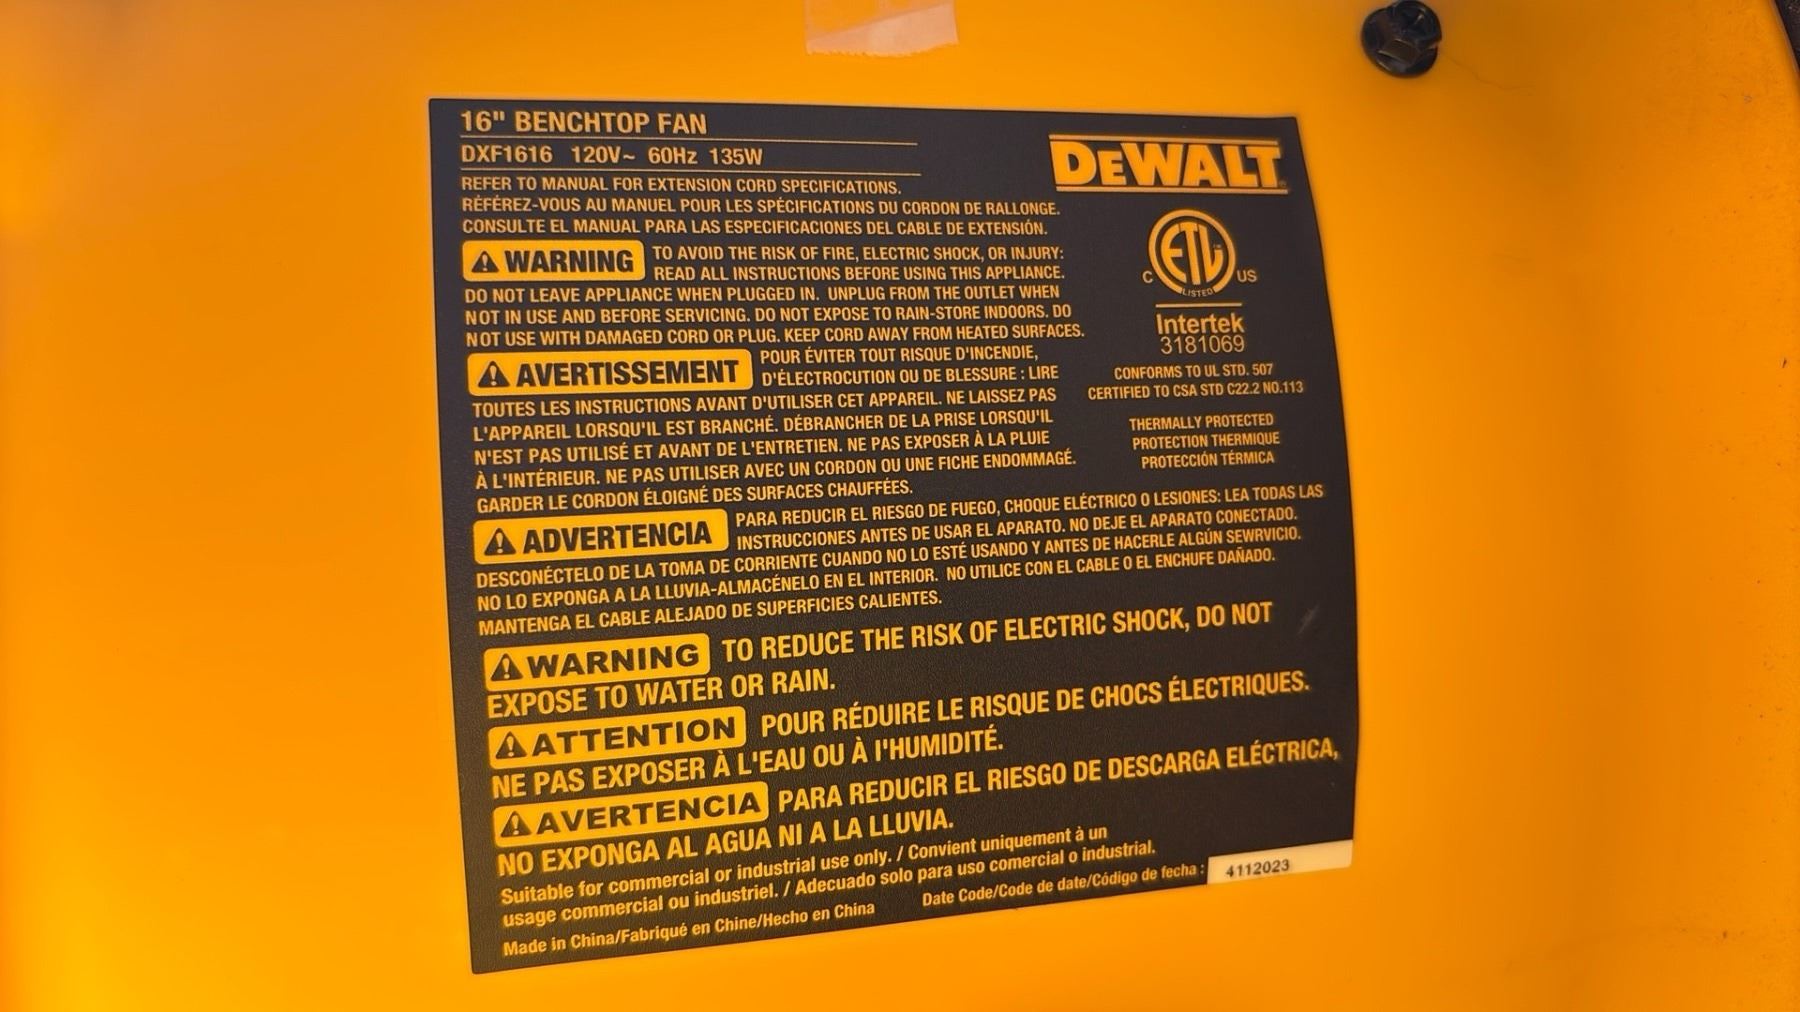 16" BENCHTOP FAN
DXF1616 120V~ 60Hz 135W
REFER TO MANUAL FOR EXTENSION CORD SPECIFICATIONS.
RÉFÉREZ-VOUS AU MANUEL POUR LES SPÉCIFICATIONS DU CORDON DE RALLONGE.
CONSULTE EL MANUAL PARA LAS ESPECIFICACIONES DEL CABLE DE EXTENSIÓN.
WARNING TO AVOID THE RISK OF FIRE, ELECTRIC SHOCK, OR INJURY:
READ ALL INSTRUCTIONS BEFORE USING THIS APPLIANCE.
DO NOT LEAVE APPLIANCE WHEN PLUGGED IN. UNPLUG FROM THE OUTLET WHEN
NOT IN USE AND BEFORE SERVICING. DO NOT EXPOSE TO RAIN-STORE INDOORS. DO
NOT USE WITH DAMAGED CORD OR PLUG. KEEP CORD AWAY FROM HEATED SURFACES.
AVERTISSEMENT POUR ÉVITER TOUT RISQUE D'INCENDIE,
D'ÉLECTROCUTION OU DE BLESSURE : LIRE
TOUTES LES INSTRUCTIONS AVANT D'UTILISER CET APPAREIL. NE LAISSEZ PAS
L'APPAREIL LORSQU'IL EST BRANCHÉ. DÉBRANCHER DE LA PRISE LORSQU'IL
N'EST PAS UTILISÉ ET AVANT DE L'ENTRETIEN. NE PAS EXPOSER À LA PLUIE
À L'INTÉRIEUR. NE PAS UTILISER AVEC UN CORDON OU UNE FICHE ENDOMMAGÉ.
GARDER LE CORDON ÉLOIGNÉ DES SURFACES CHAUFFÉES.
DEWALT
ETL
LISTED
C US
Intertek
3181069
CONFORMS TO UL STD. 507
CERTIFIED TO CSA STD C22.2 NO.113
THERMALLY PROTECTED
PROTECTION THERMIQUE
PROTECCIÓN TÉRMICA
ADVERTENCIA PARA REDUCIR EL RIESGO DE FUEGO, CHOQUE ELÉCTRICO O LESIONES: LEA TODAS LAS
INSTRUCCIONES ANTES DE USAR EL APARATO. NO DEJE EL APARATO CONECTADO.
DESCONÉCTELO DE LA TOMA DE CORRIENTE CUANDO NO LO ESTÉ USANDO Y ANTES DE HACERLE ALGÚN SEWRVICIO.
NO LO EXPONGA A LA LLUVIA-ALMACÉNELO EN EL INTERIOR. NO UTILICE CON EL CABLE O EL ENCHUFE DAÑADO.
MANTENGA EL CABLE ALEJADO DE SUPERFICIES CALIENTES.
WARNING TO REDUCE THE RISK OF ELECTRIC SHOCK, DO NOT
EXPOSE TO WATER OR RAIN.
ATTENTION POUR RÉDUIRE LE RISQUE DE CHOCS ÉLECTRIQUES.
NE PAS EXPOSER À L'EAU OU À l'HUMIDITÉ.
AVERTENCIA PARA REDUCIR EL RIESGO DE DESCARGA ELÉCTRICA,
NO EXPONGA AL AGUA NI A LA LLUVIA.
Suitable for commercial or industrial use only. / Convient uniquement à un
usage commercial ou industriel. / Adecuado solo para uso comercial o industrial.
Made in China/Fabriqué en Chine/Hecho en China
Date Code/Code de date/Código de fecha : 4112023